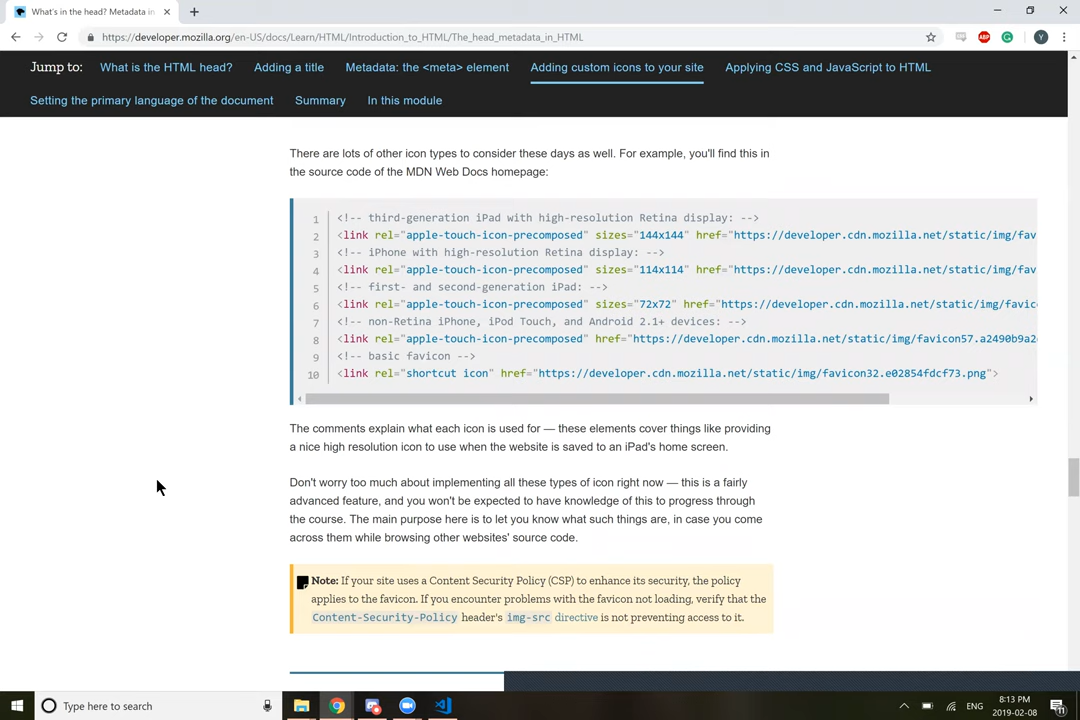 What's in the head? Metadata in
https://developer.mozilla.org/en-US/docs/Learn/HTML/Introduction_to_HTML/The_head_metadata_in_HTML
ABP
Y
Jump to: What is the HTML head? Adding a title Metadata: the <meta> element Adding custom icons to your site Applying CSS and JavaScript to HTML
Setting the primary language of the document Summary In this module
There are lots of other icon types to consider these days as well. For example, you'll find this in
the source code of the MDN Web Docs homepage:
1 <!-- third-generation iPad with high-resolution Retina display: -->
2 <link rel="apple-touch-icon-precomposed" sizes="144x144" href="https://developer.cdn.mozilla.net/static/img/fav
3 <!-- iPhone with high-resolution Retina display: -->
4 <link rel="apple-touch-icon-precomposed" sizes="114x114" href="https://developer.cdn.mozilla.net/static/img/fav
5 <!-- first- and second-generation iPad: -->
6 <link rel="apple-touch-icon-precomposed" sizes="72x72" href="https://developer.cdn.mozilla.net/static/img/favic
7 <!-- non-Retina iPhone, iPod Touch, and Android 2.1+ devices: -->
8 <link rel="apple-touch-icon-precomposed" href="https://developer.cdn.mozilla.net/static/img/favicon57.a2490b9a2
9 <!-- basic favicon -->
10 <link rel="shortcut icon" href="https://developer.cdn.mozilla.net/static/img/favicon32.e02854fdcf73.png">
The comments explain what each icon is used for — these elements cover things like providing
a nice high resolution icon to use when the website is saved to an iPad's home screen.
Don't worry too much about implementing all these types of icon right now — this is a fairly
advanced feature, and you won't be expected to have knowledge of this to progress through
the course. The main purpose here is to let you know what such things are, in case you come
across them while browsing other websites' source code.
Note: If your site uses a Content Security Policy (CSP) to enhance its security, the policy
applies to the favicon. If you encounter problems with the favicon not loading, verify that the
Content-Security-Policy header's img-src directive is not preventing access to it.
Type here to search
ENG
8:13 PM
2019-02-08